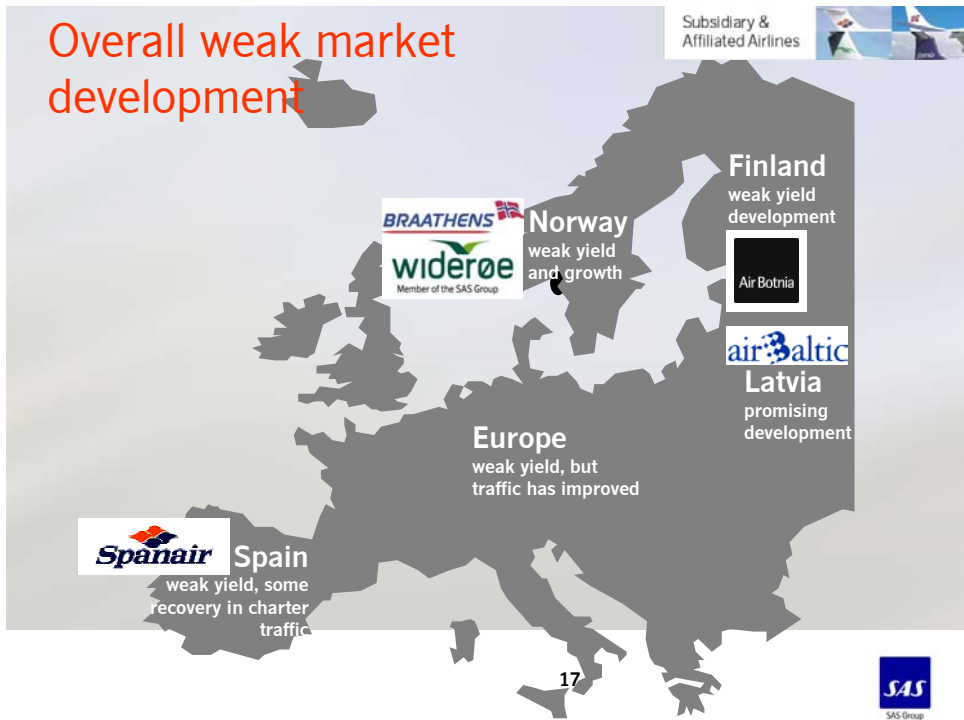 Overall weak market
development
Subsidiary &
Affiliated Airlines
Finland
weak yield
development
Air Botnia
BRAATHENS
widerøe
Member of the SAS Group
Norway
weak yield
and growth
airBaltic
Latvia
promising
development
Europe
weak yield, but
traffic has improved
Spanair
Spain
weak yield, some
recovery in charter
traffic
17
SAS
SAS Group